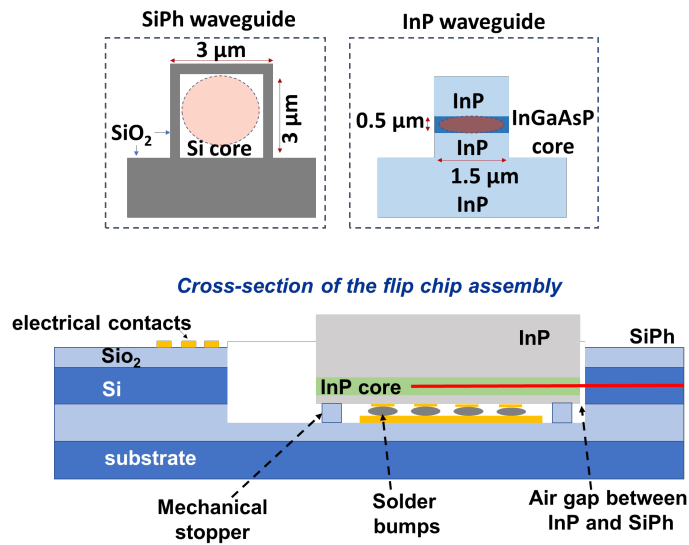 SiPh waveguide
InP waveguide
3 μm
3 μm
SiO2
Si core
InP
0.5 μm
InGaAsP
core
InP
1.5 μm
InP
Cross-section of the flip chip assembly
electrical contacts
InP
SiPh
Sio2
Si
InP core
substrate
Mechanical
stopper
Solder
bumps
Air gap between
InP and SiPh